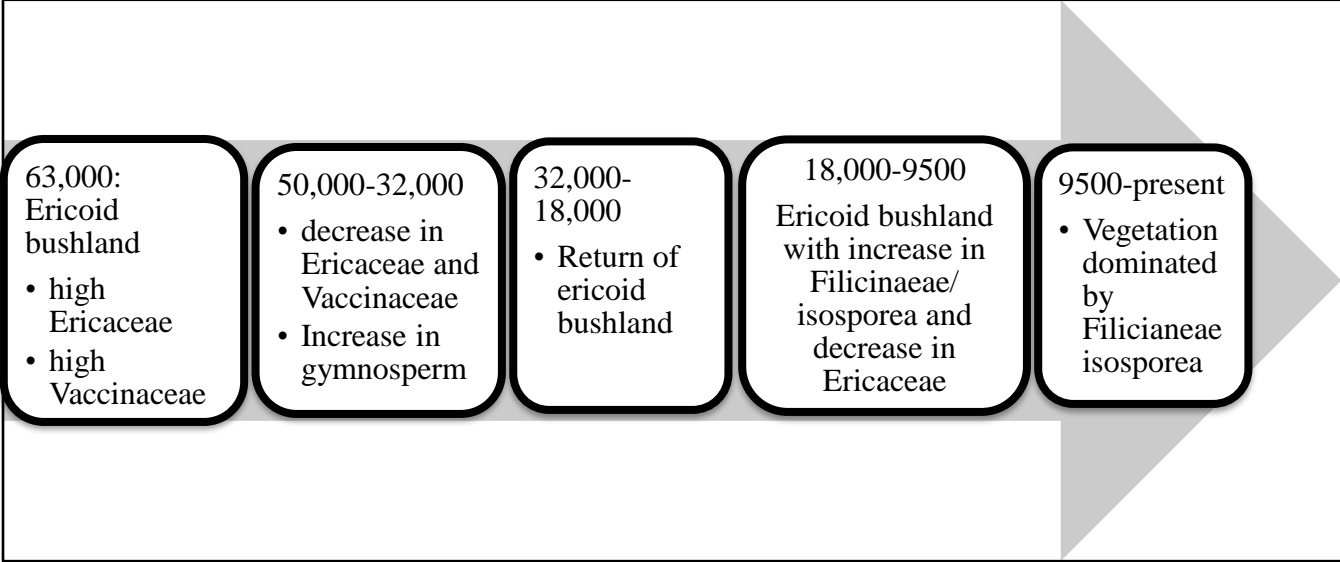 63,000:
Ericoid
bushland
• high
Ericaceae
• high
Vaccinaceae
50,000-32,000
• decrease in
Ericaceae and
Vaccinaceae
• Increase in
gymnosperm
32,000-
18,000
• Return of
ericoid
bushland
18,000-9500
Ericoid bushland
with increase in
Filicinaeae/
isosporea and
decrease in
Ericaceae
9500-present
• Vegetation
dominated
by
Filicianeae
isosporea